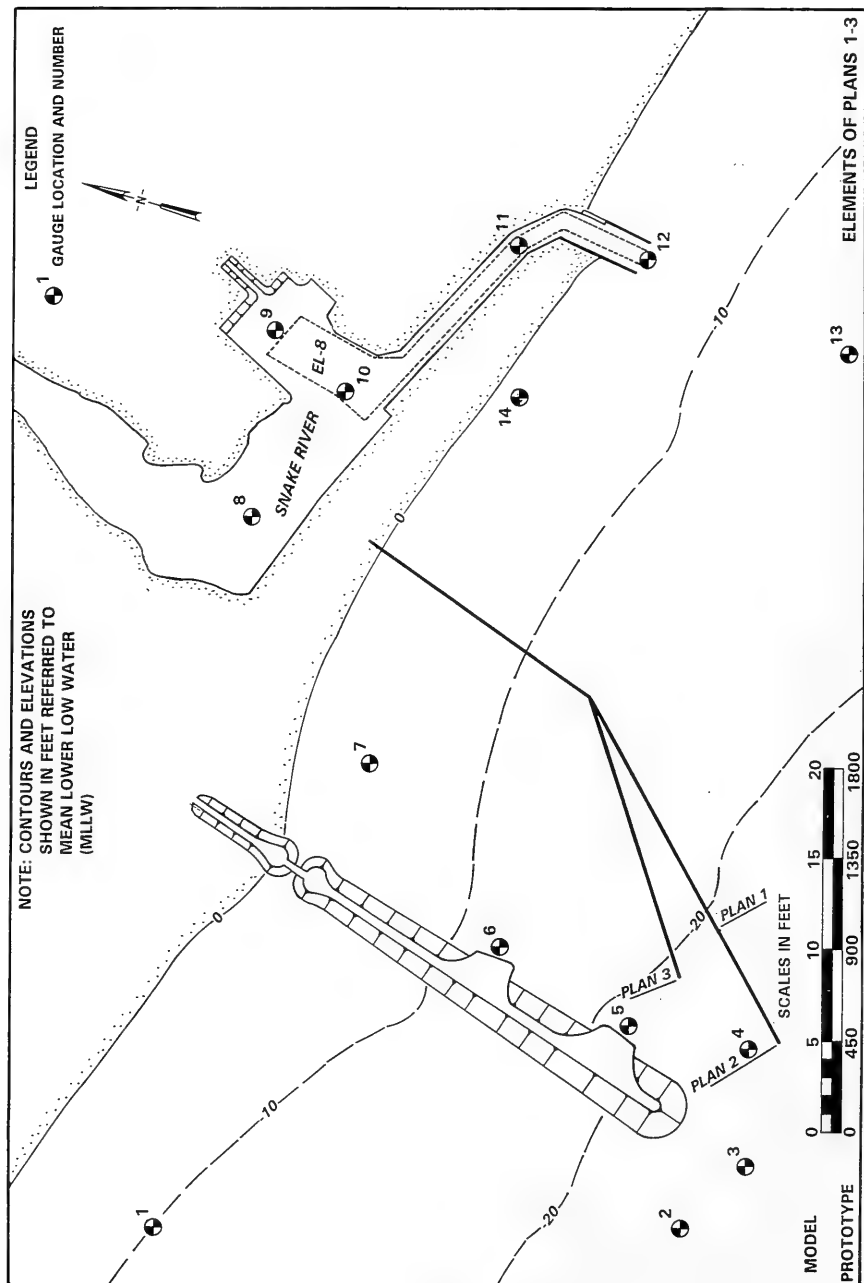 NOTE: CONTOURS AND ELEVATIONS
SHOWN IN FEET REFERRED TO
MEAN LOWER LOW WATER
(MLLW)
LEGEND
1 GAUGE LOCATION AND NUMBER
N
0
0
-10
-10
-20
-20
1
2
3
4
5
6
7
8
9
10
11
12
13
14
SNAKE RIVER
EL-8
PLAN 1
PLAN 2
PLAN 3
SCALES IN FEET
MODEL 0 5 10 15 20
PROTOTYPE 0 450 900 1350 1800
ELEMENTS OF PLANS 1-3